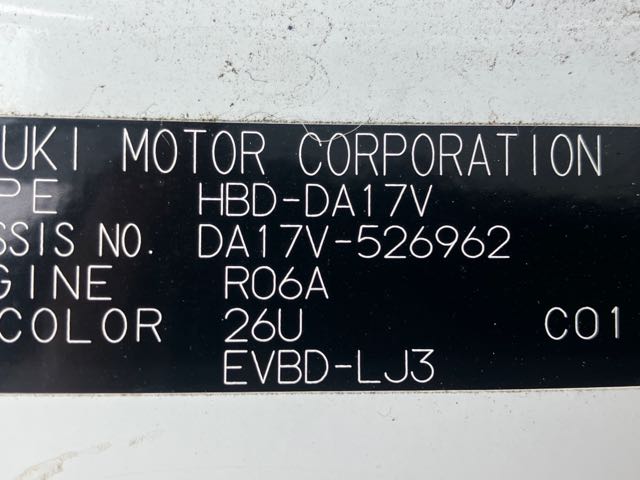 UKI MOTOR CORPORATION
PE HBD-DA17V
SSIS NO. DA17V-526962
GINE R06A
COLOR 26U C01
EVBD-LJ3